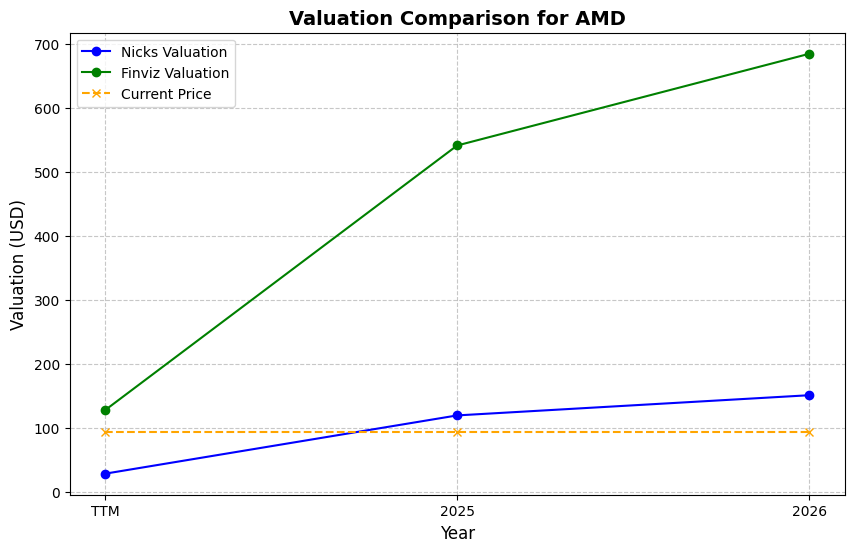 Valuation Comparison for AMD
Nicks Valuation
Finviz Valuation
Current Price
Valuation (USD)
700
600
500
400
300
200
100
0
TTM
2025
2026
Year